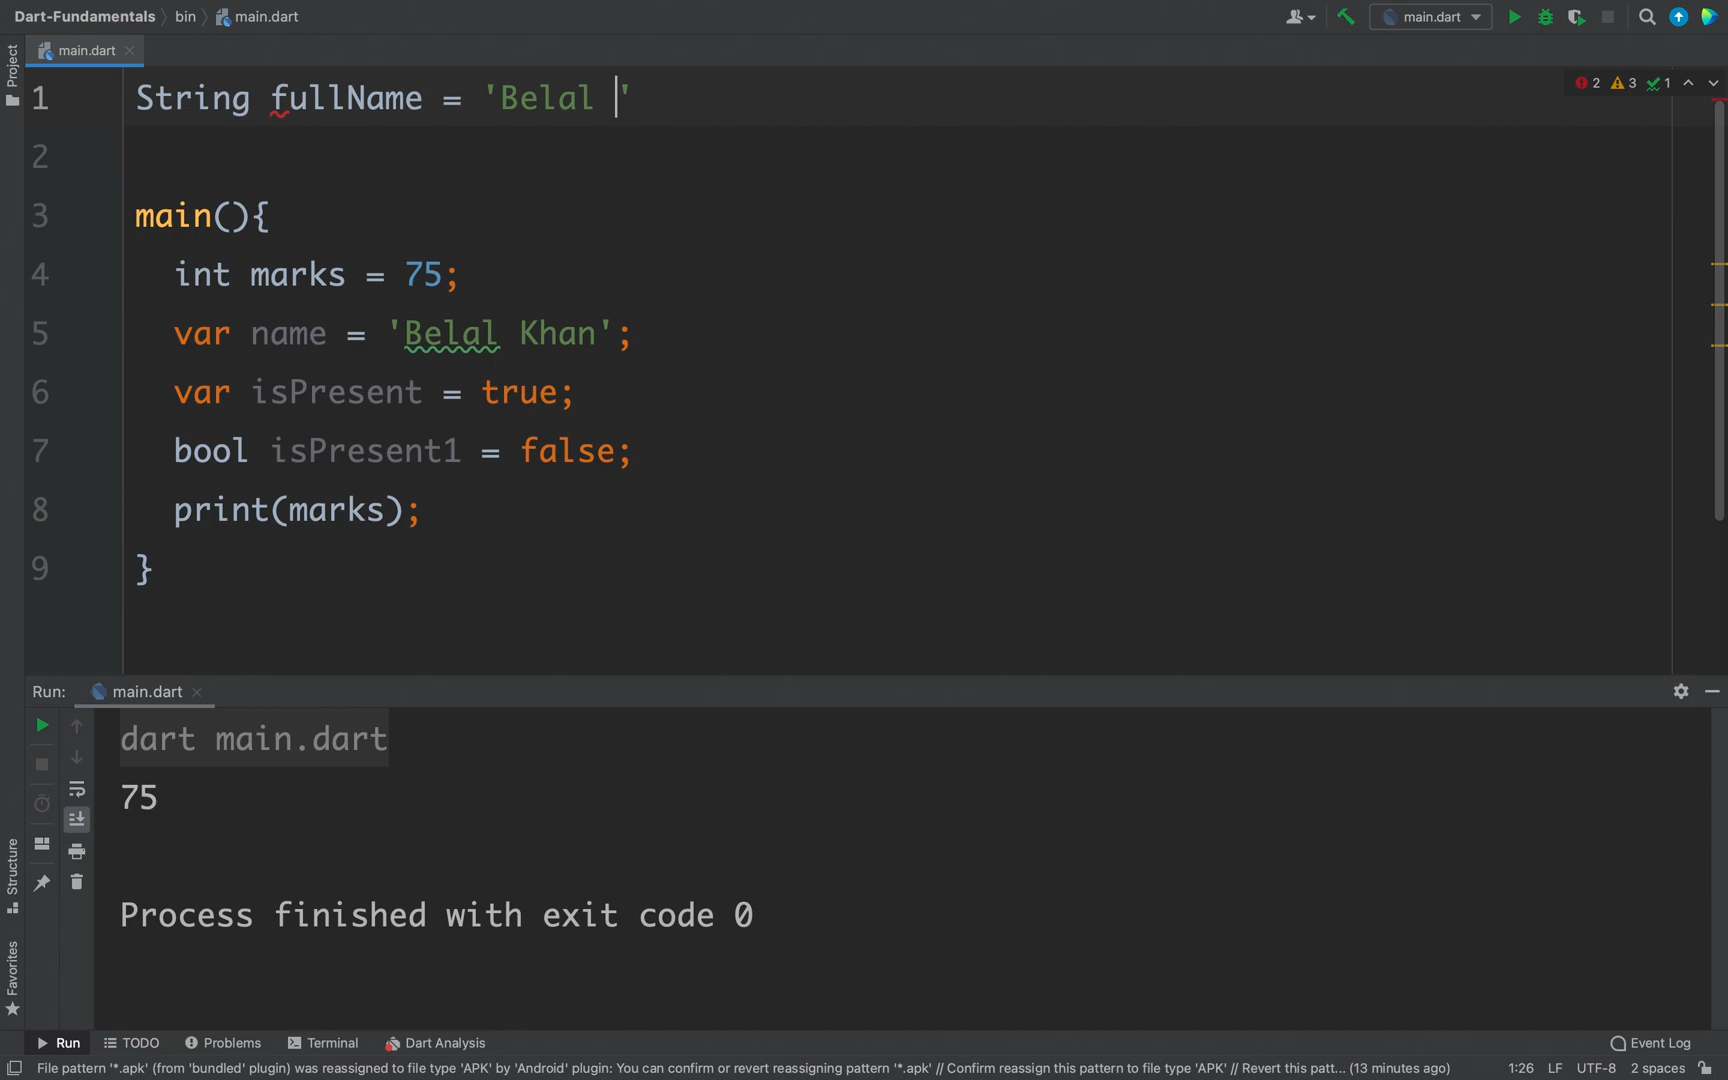 Dart-Fundamentals bin main.dart main.dart
Project main.dart
2 3 1
1 String fullName = 'Belal '
2
3 main(){
4 int marks = 75;
5 var name = 'Belal Khan';
6 var isPresent = true;
7 bool isPresent1 = false;
8 print(marks);
9 }
Run: main.dart
dart main.dart
75
Process finished with exit code 0
Structure
Favorites
Run TODO Problems Terminal Dart Analysis Event Log
File pattern '*.apk' (from 'bundled' plugin) was reassigned to file type 'APK' by 'Android' plugin: You can confirm or revert reassigning pattern '*.apk' // Confirm reassign this pattern to file type 'APK' // Revert this patt... (13 minutes ago) 1:26 LF UTF-8 2 spaces